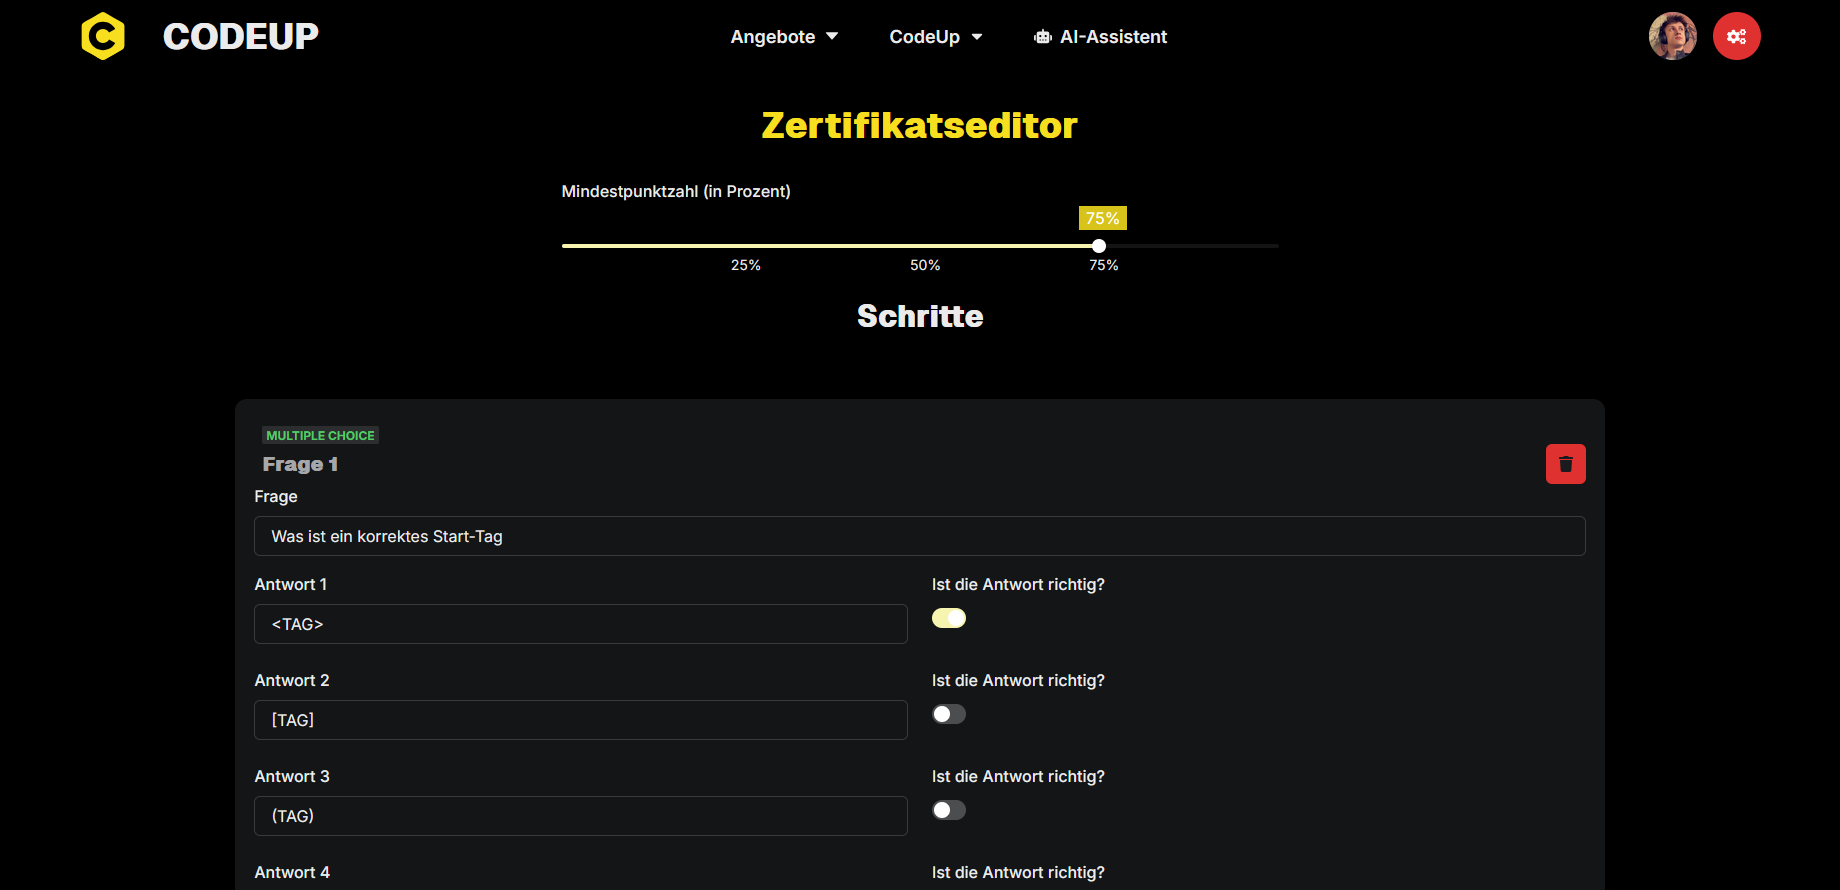 CODEUP
Angebote CodeUp AI-Assistent
Zertifikatseditor
Mindestpunktzahl (in Prozent)
75%
25% 50% 75%
Schritte
MULTIPLE CHOICE
Frage 1
Frage
Was ist ein korrektes Start-Tag
Antwort 1 Ist die Antwort richtig?
<TAG>
Antwort 2 Ist die Antwort richtig?
[TAG]
Antwort 3 Ist die Antwort richtig?
(TAG)
Antwort 4 Ist die Antwort richtig?